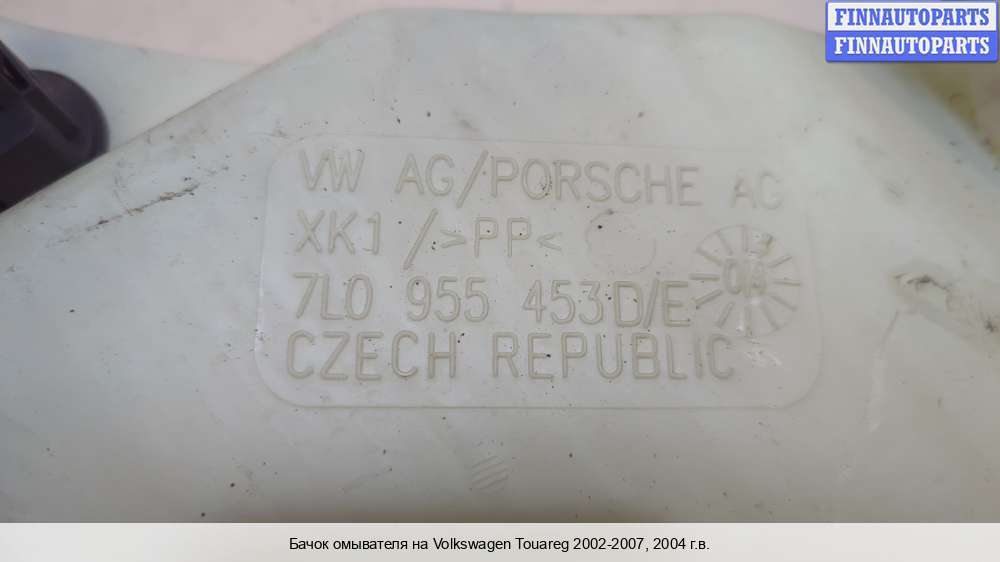 FINNAUTOPARTS
FINNAUTOPARTS
VW AG/PORSCHE AG
XK1 />PP<
7L0 955 453D/E
04
CZECH REPUBLIC
Бачок омывателя на Volkswagen Touareg 2002-2007, 2004 г.в.